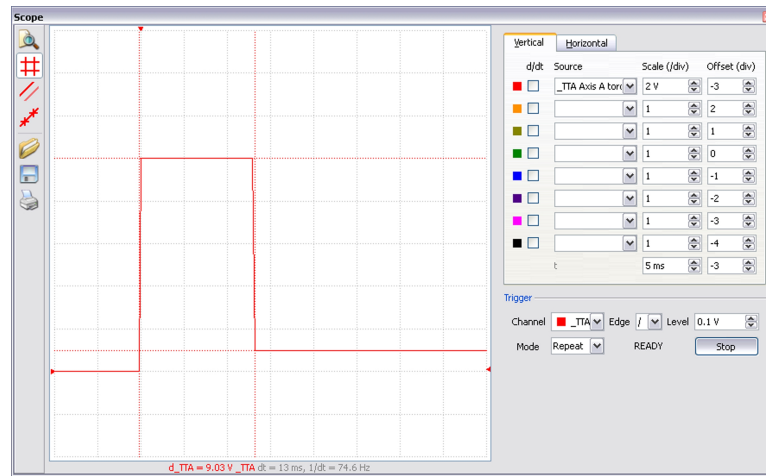 Scope
Vertical Horizontal
d/dt Source Scale (/div) Offset (div)
_TTA Axis A torc 2 V -3
1 2
1 1
1 0
1 -1
1 -2
1 -3
1 -4
t 5 ms -3
Trigger
Channel _TTA Edge / Level 0.1 V
Mode Repeat READY Stop
d_TTA = 9.03 V _TTA dt = 13 ms, 1/dt = 74.6 Hz